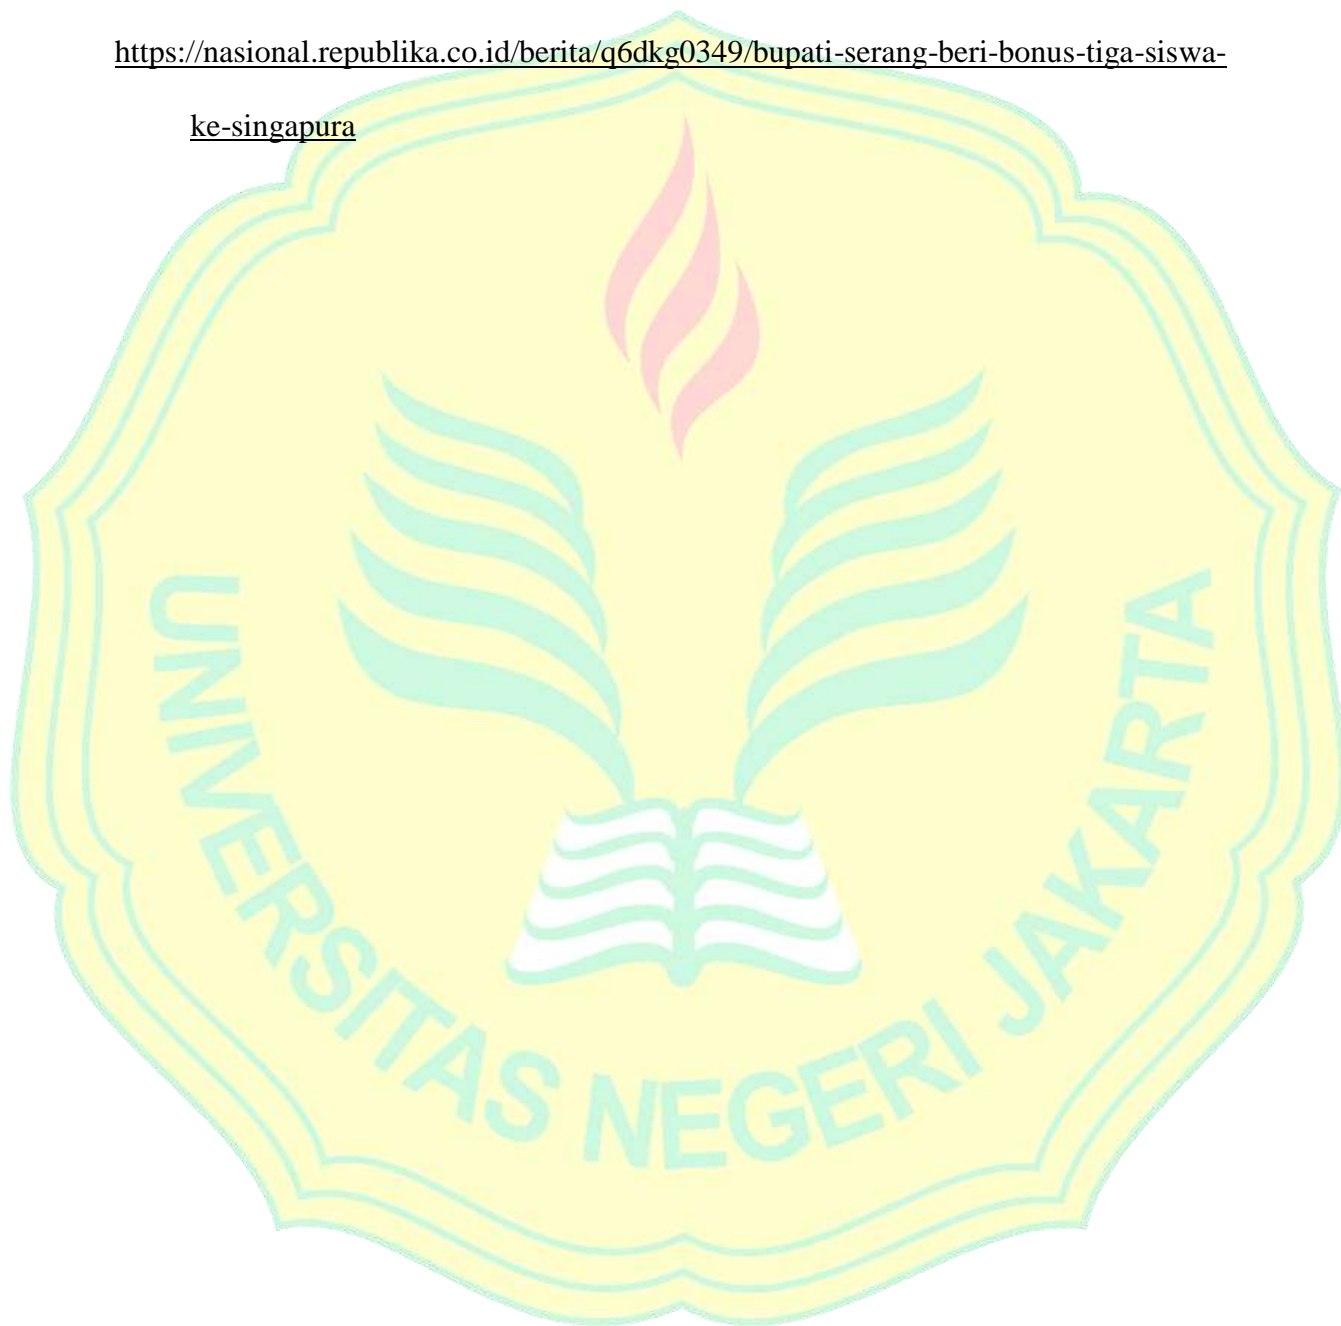 https://nasional.republika.co.id/berita/q6dkg0349/bupati-serang-beri-bonus-tiga-siswa-
ke-singapura
UNIVERSITAS NEGERI JAKARTA